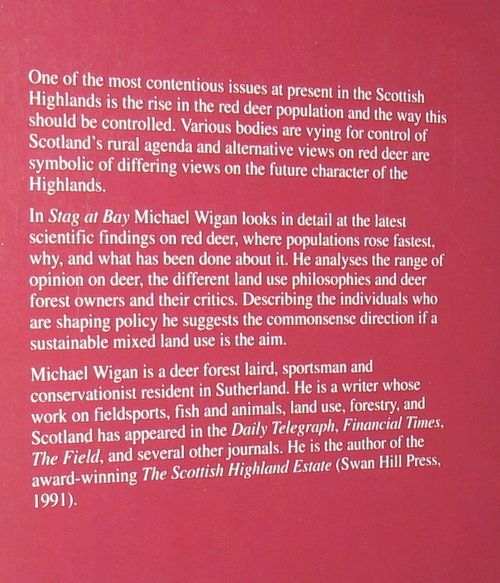 One of the most contentious issues at present in the Scottish
Highlands is the rise in the red deer population and the way this
should be controlled. Various bodies are vying for control of
Scotland's rural agenda and alternative views on red deer are
symbolic of differing views on the future character of the
Highlands.
In Stag at Bay Michael Wigan looks in detail at the latest
scientific findings on red deer, where populations rose fastest,
why, and what has been done about it. He analyses the range of
opinion on deer, the different land use philosophies and deer
forest owners and their critics. Describing the individuals who
are shaping policy he suggests the commonsense direction if a
sustainable mixed land use is the aim.
Michael Wigan is a deer forest laird, sportsman and
conservationist resident in Sutherland. He is a writer whose
work on fieldsports, fish and animals, land use, forestry, and
Scotland has appeared in the Daily Telegraph, Financial Times,
The Field, and several other journals. He is the author of the
award-winning The Scottish Highland Estate (Swan Hill Press,
1991).